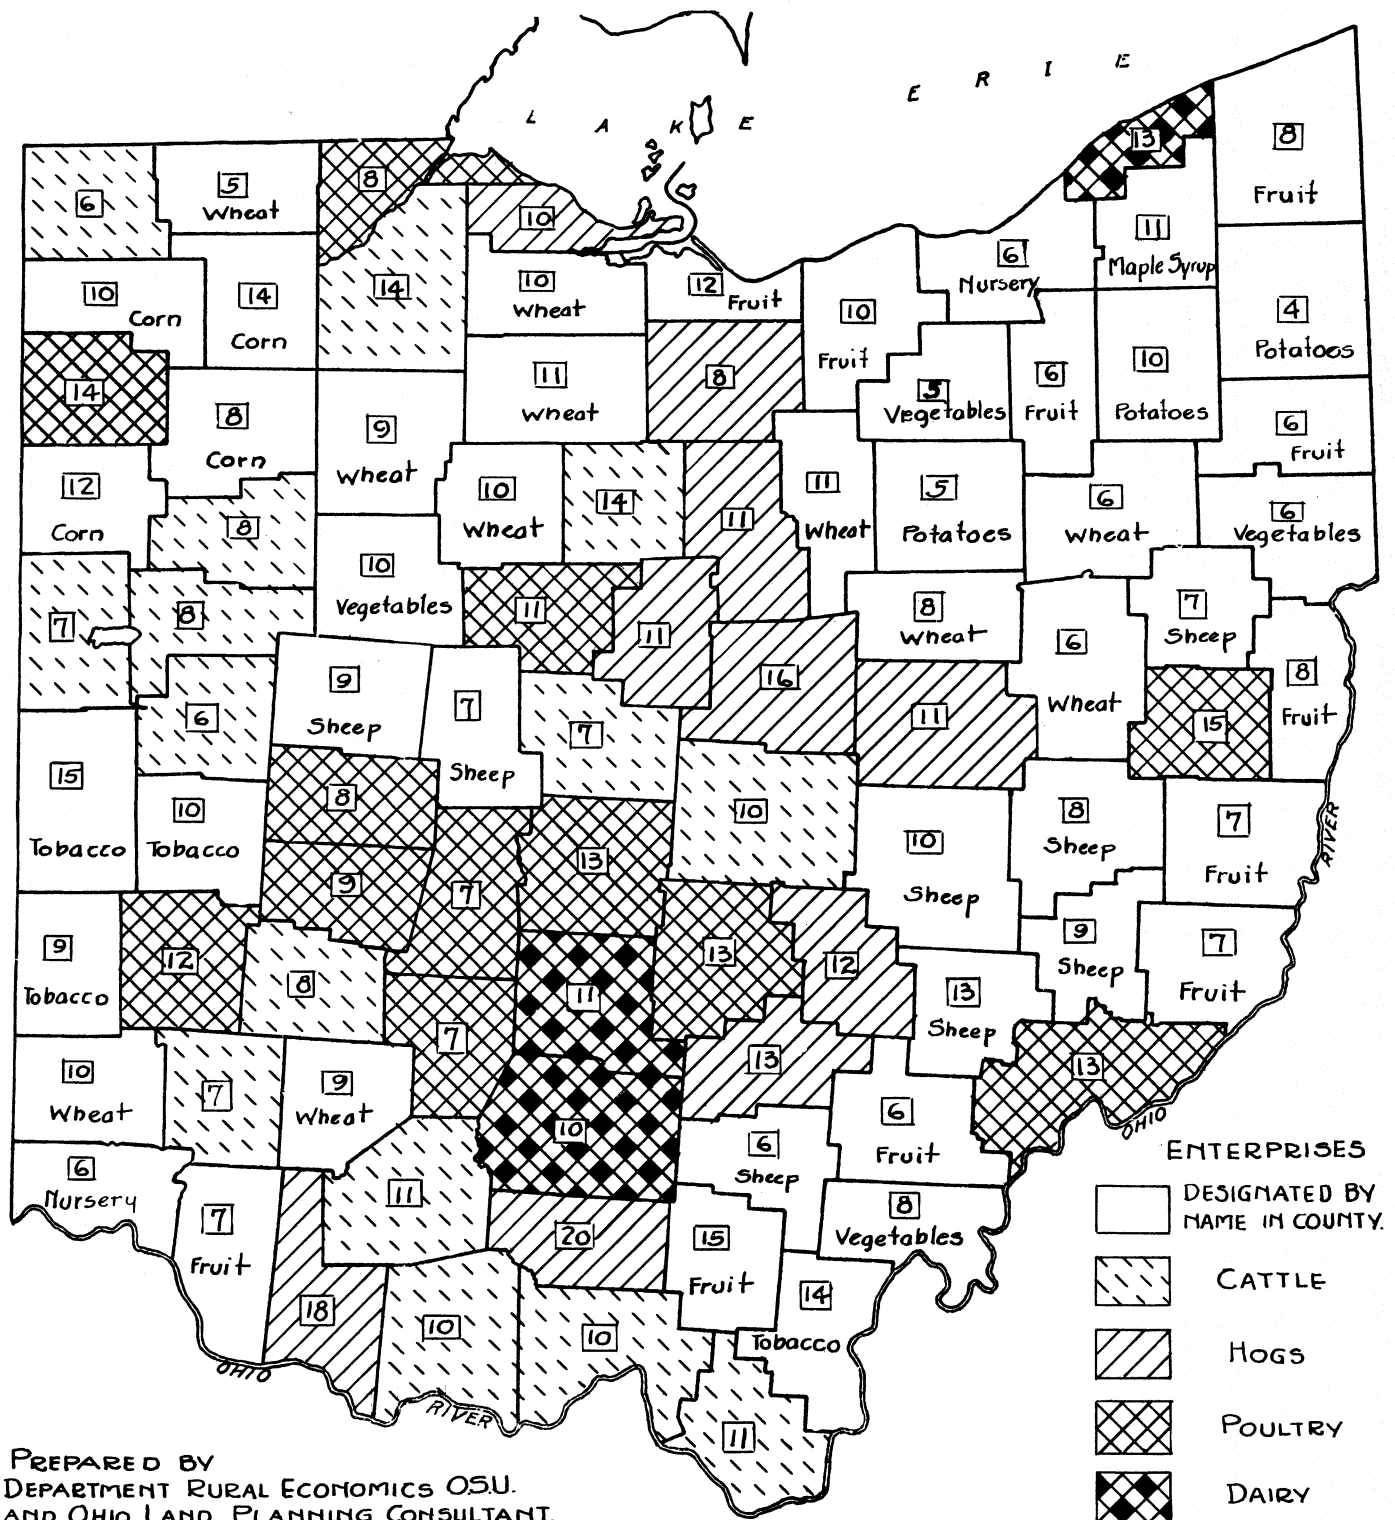 L A K E E R I E
6
5
Wheat
8
10
14
10
Corn
14
Corn
10
Wheat
12
Fruit
10
Fruit
6
Nursery
13
11
Maple Syrup
8
Fruit
4
Potatoes
14
8
Corn
9
Wheat
11
Wheat
8
5
Vegetables
6
Fruit
10
Potatoes
6
Fruit
12
Corn
8
10
Vegetables
10
Wheat
14
11
11
Wheat
5
Potatoes
6
Wheat
6
Vegetables
7
8
11
11
8
Wheat
6
Wheat
7
Sheep
8
Fruit
6
9
Sheep
7
Sheep
7
16
11
15
15
Tobacco
10
Tobacco
8
9
7
13
10
10
Sheep
8
Sheep
7
Fruit
RIVER
9
Tobacco
12
8
7
11
13
12
13
Sheep
9
Sheep
7
Fruit
10
Wheat
7
9
Wheat
10
13
6
Fruit
13
OHIO
6
Nursery
7
Fruit
11
20
6
Sheep
15
Fruit
8
Vegetables
14
Tobacco
18
10
10
11
OHIO
RIVER
ENTERPRISES
DESIGNATED BY
NAME IN COUNTY.
CATTLE
HOGS
POULTRY
DAIRY
PREPARED BY
DEPARTMENT RURAL ECONOMICS O.S.U.
AND OHIO LAND PLANNING CONSULTANT.